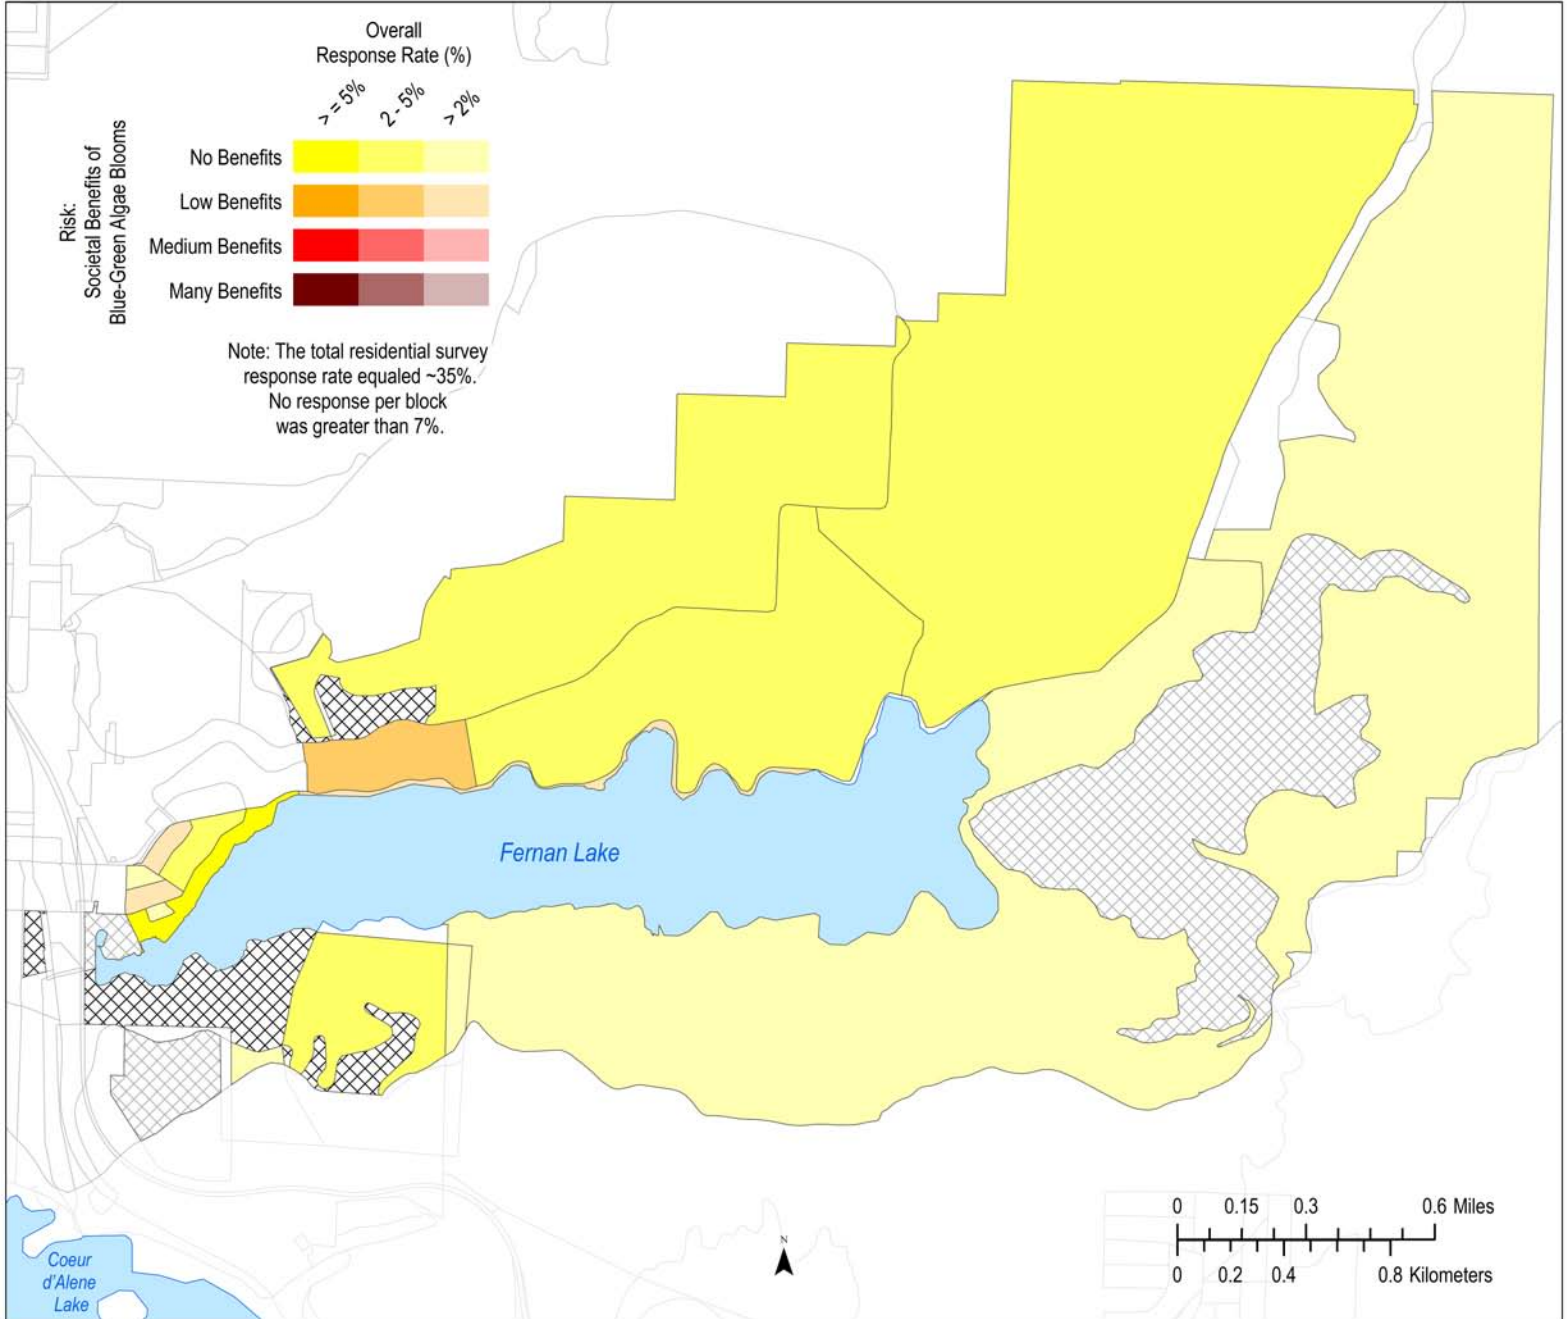 Overall
Response Rate (%)
> = 5%
2 - 5%
> 2%
Risk:
Societal Benefits of
Blue-Green Algae Blooms
No Benefits
Low Benefits
Medium Benefits
Many Benefits
Note: The total residential survey
response rate equaled ~35%.
No response per block
was greater than 7%.
Fernan Lake
Coeur
d'Alene
Lake
N
0 0.15 0.3 0.6 Miles
0 0.2 0.4 0.8 Kilometers